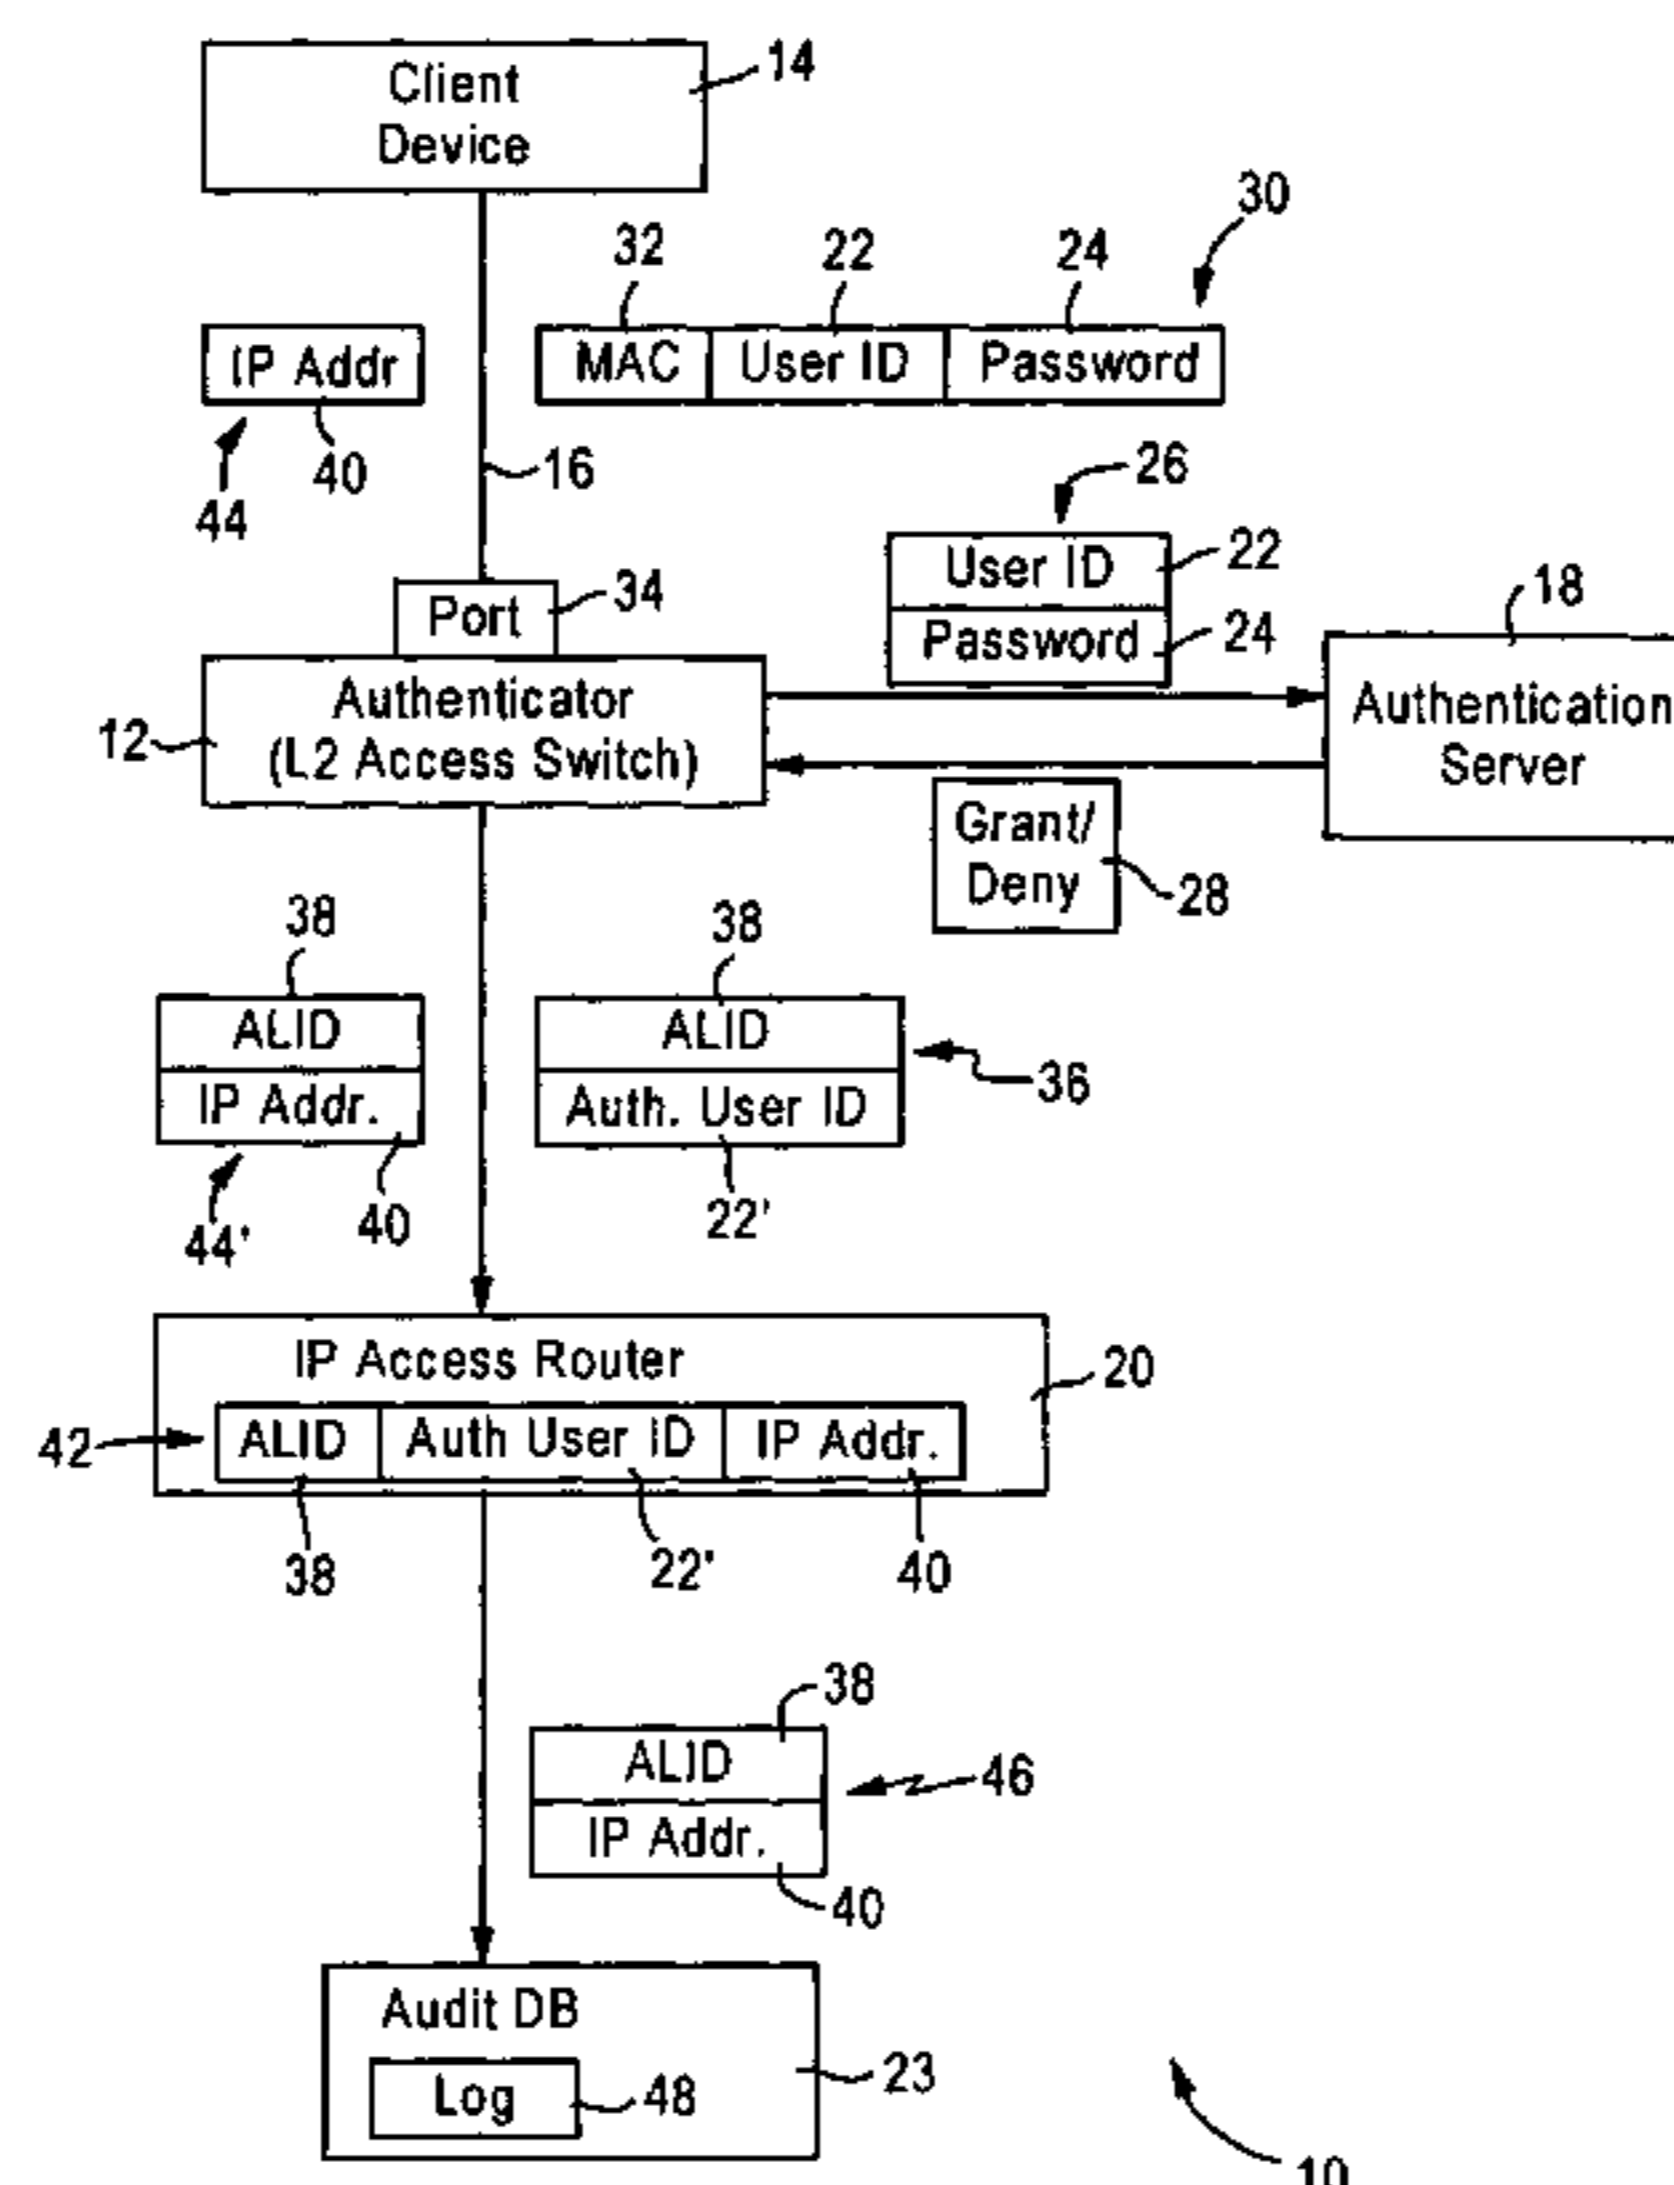 Client
Device
14
30
32
22
24
IP Addr
MAC
User ID
Password
40
44
16
26
User ID
22
Password
24
18
Port
34
Authenticator
(L2 Access Switch)
12
Authentication
Server
Grant/
Deny
28
38
38
ALID
IP Addr.
ALID
Auth. User ID
36
40
44'
22'
IP Access Router
20
42
ALID
Auth User ID
IP Addr.
38
22'
40
38
ALID
IP Addr.
46
40
Audit DB
23
Log
48
10